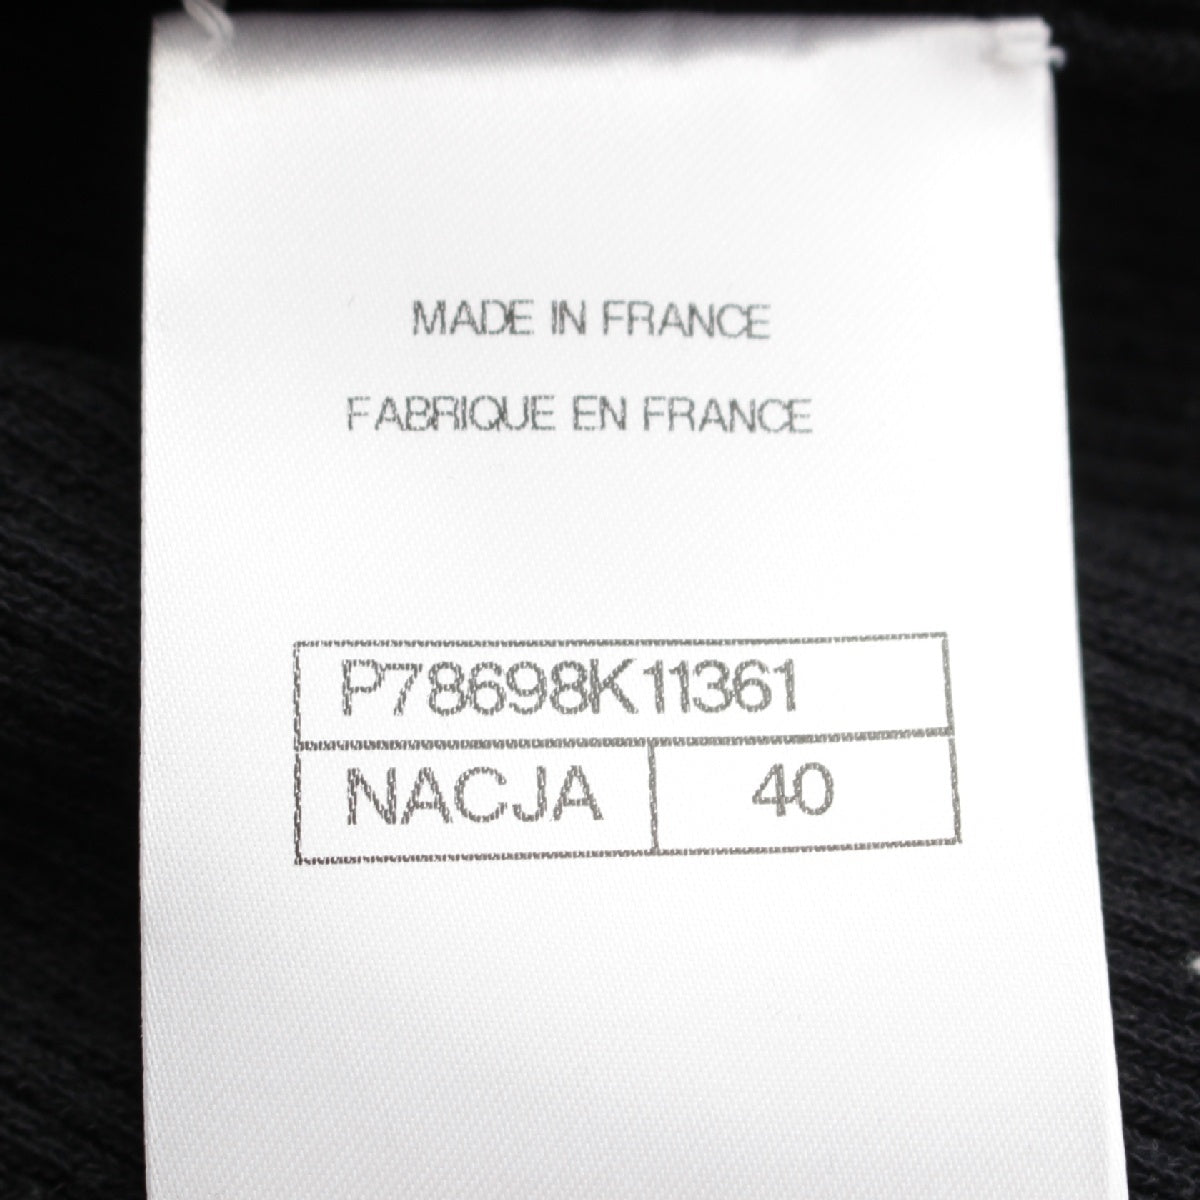 MADE IN FRANCE
FABRIQUE EN FRANCE
P78698K11361
NACJA 40